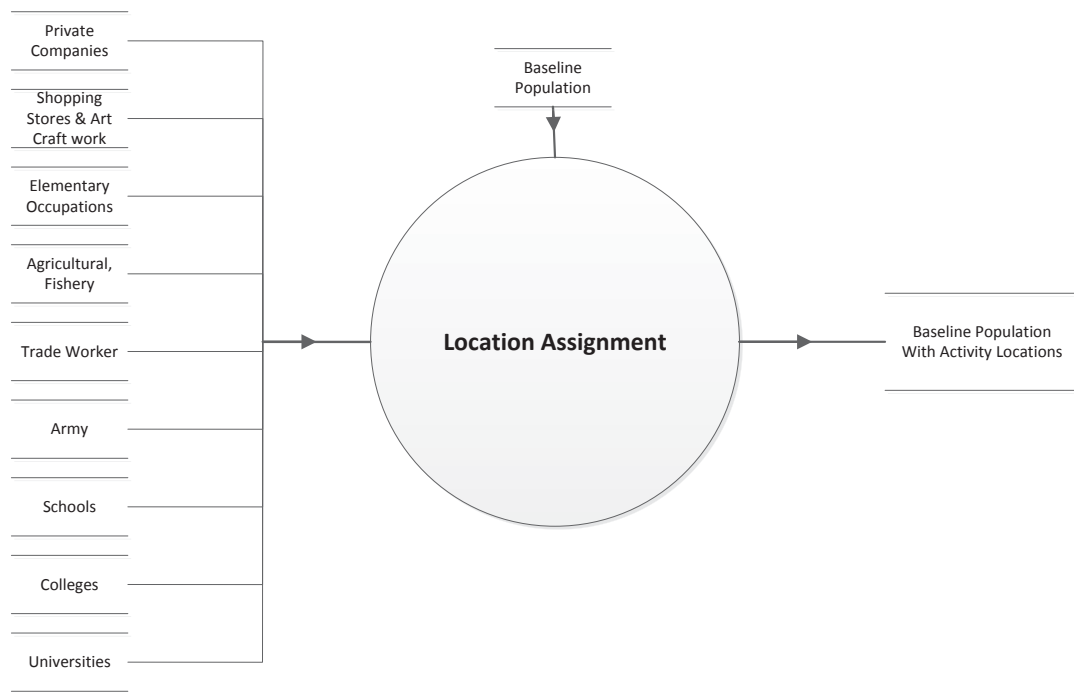 Private
Companies
Shopping
Stores & Art
Craft work
Elementary
Occupations
Agricultural,
Fishery
Trade Worker
Army
Schools
Colleges
Universities
Baseline
Population
Location Assignment
Baseline Population
With Activity Locations